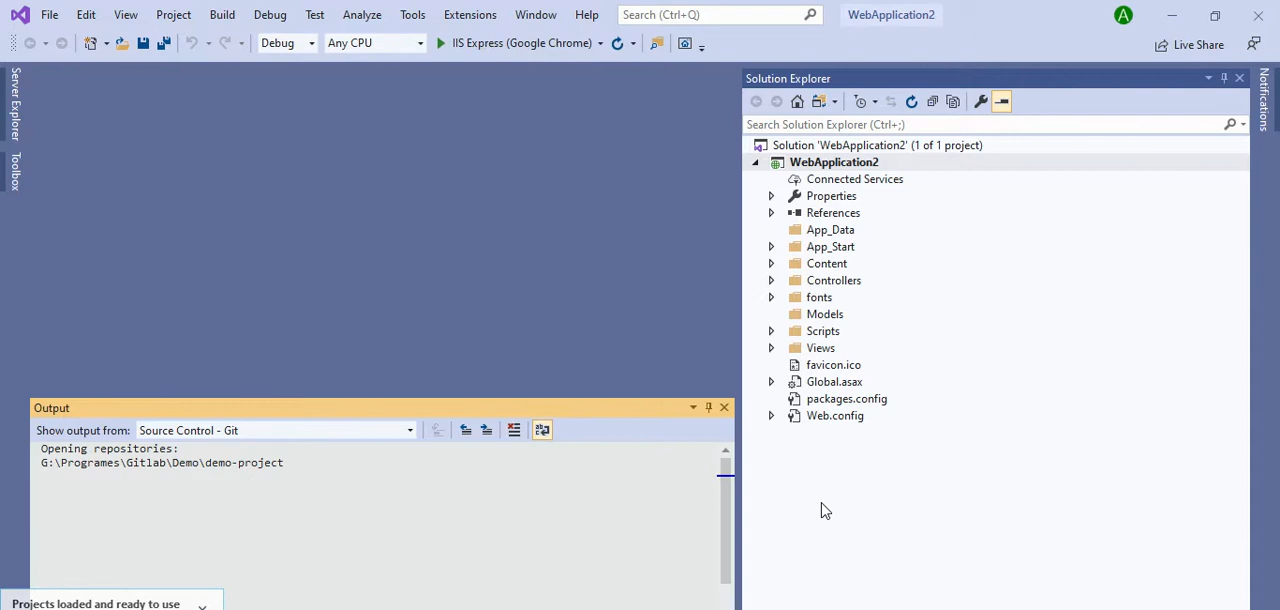 File Edit View Project Build Debug Test Analyze Tools Extensions Window Help Search (Ctrl+Q) WebApplication2 A
Debug Any CPU IIS Express (Google Chrome) Live Share
Server Explorer
Toolbox
Solution Explorer
Search Solution Explorer (Ctrl+;)
Solution 'WebApplication2' (1 of 1 project)
WebApplication2
Connected Services
Properties
References
App_Data
App_Start
Content
Controllers
fonts
Models
Scripts
Views
favicon.ico
Global.asax
packages.config
Web.config
Notifications
Output
Show output from: Source Control - Git
Opening repositories:
G:\Programes\Gitlab\Demo\demo-project
Projects loaded and ready to use